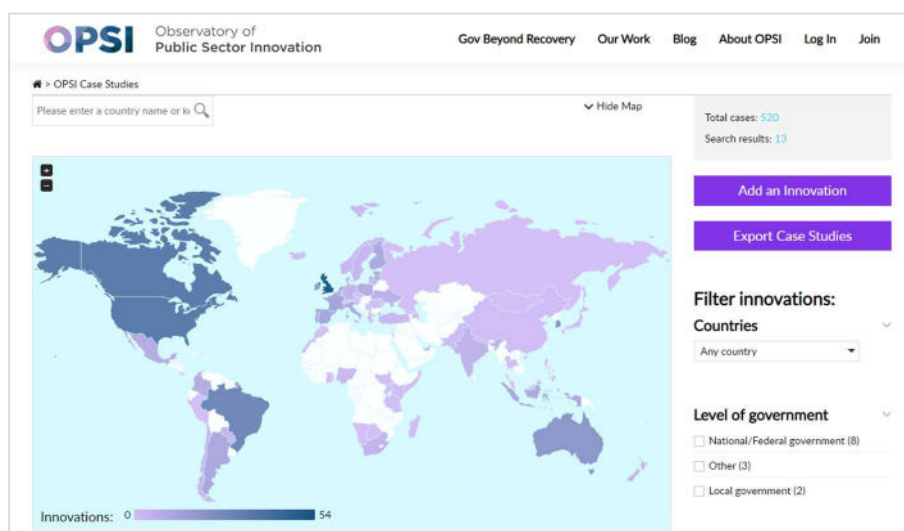 OPSI Observatory of
Public Sector Innovation
Gov Beyond Recovery Our Work Blog About OPSI Log In Join
> OPSI Case Studies
Please enter a country name or k
Hide Map
Total cases: 520
Search results: 13
+
−
Add an Innovation
Export Case Studies
Filter innovations:
Countries
Any country
Level of government
National/Federal government (8)
Other (3)
Local government (2)
Innovations: 0 54